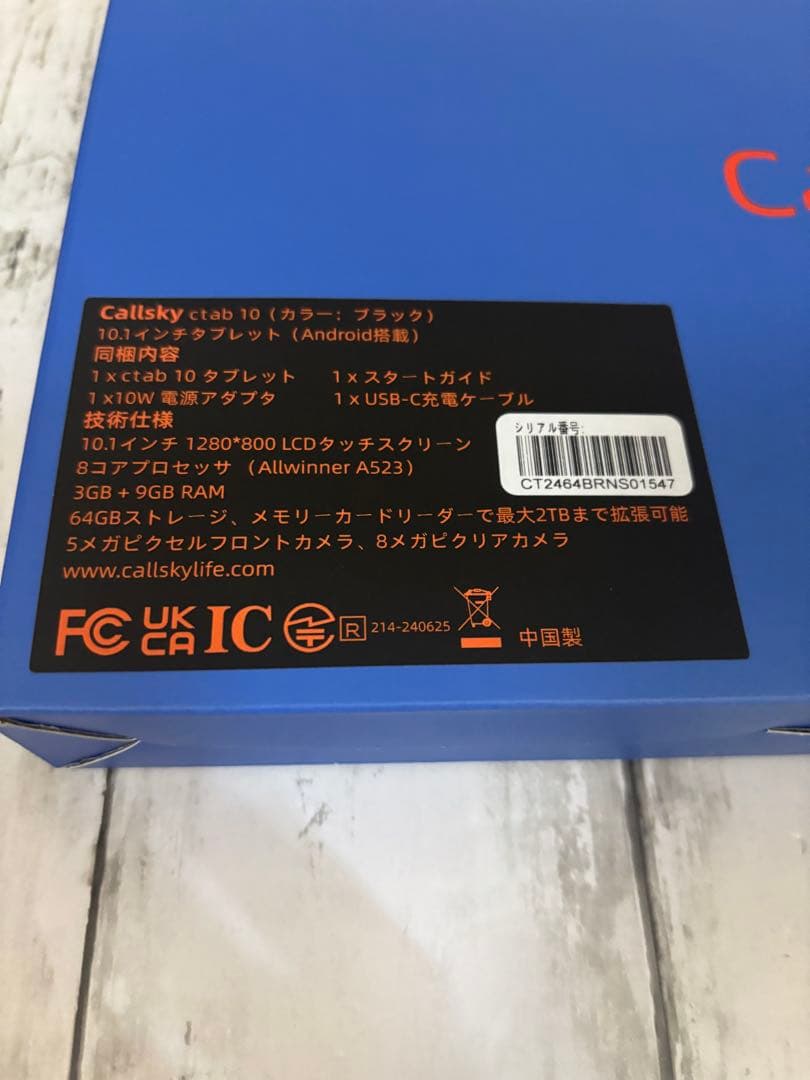 Ca
Callsky ctab 10（カラー：ブラック）
10.1インチタブレット（Android搭載）
同梱内容
1 x ctab 10 タブレット 1 x スタートガイド
1 x10W 電源アダプタ 1 x USB-C充電ケーブル
技術仕様
10.1インチ 1280*800 LCDタッチスクリーン
8コアプロセッサ（Allwinner A523）
3GB + 9GB RAM
64GBストレージ、メモリーカードリーダーで最大2TBまで拡張可能
5メガピクセルフロントカメラ、8メガピクリアカメラ
www.callskylife.com
シリアル番号:
CT2464BRNS01547
FC UK CA IC R 214-240625 中国製